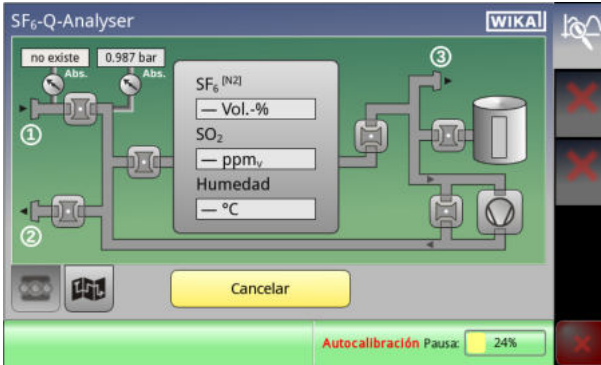 SF₆-Q-Analyser
WIKAI
no existe
0.987 bar
Abs.
Abs.
③
SF₆ [N2]
— Vol.-%
①
SO₂
— ppmᵥ
Humedad
— °C
②
Cancelar
Autocalibración Pausa: 24%